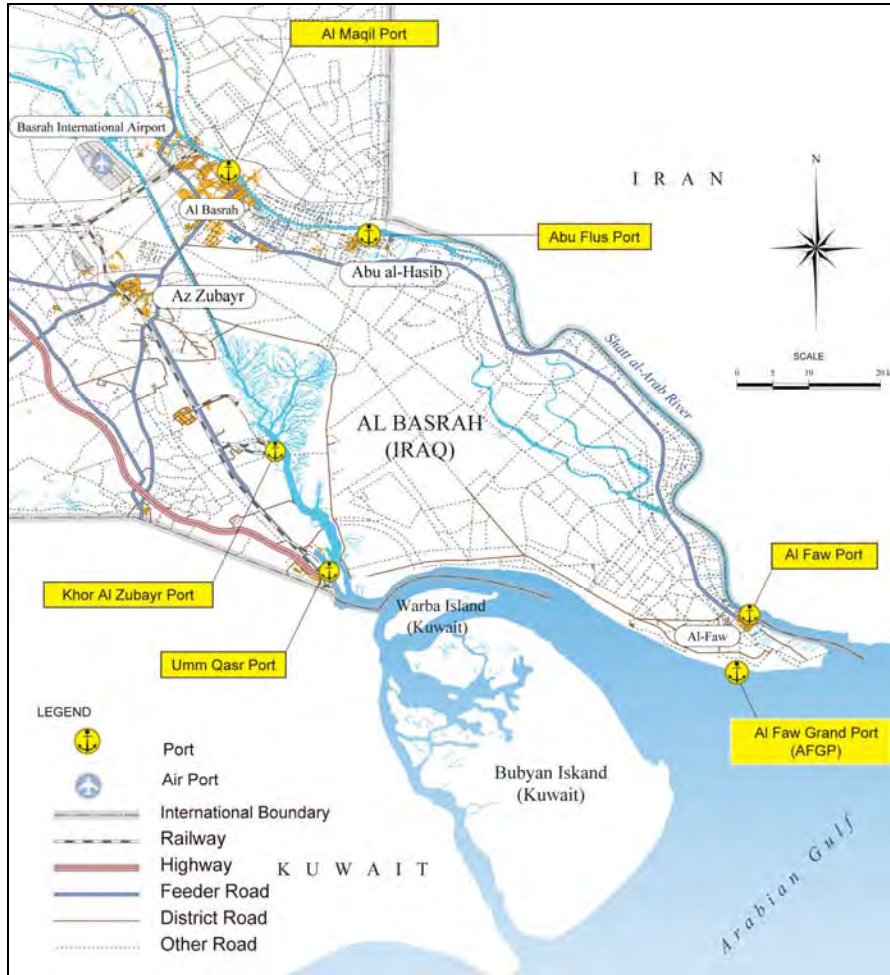 Al Maqil Port
Basrah International Airport
I R A N
N
Al Basrah
Abu Flus Port
Abu al-Hasib
Az Zubayr
SCALE
0 5 10 20 k
Shatt al-Arab River
AL BASRAH
(IRAQ)
Al Faw Port
Khor Al Zubayr Port
Warba Island
(Kuwait)
Al-Faw
Umm Qasr Port
Al Faw Grand Port
(AFGP)
LEGEND
Port
Air Port
International Boundary
Railway
Highway
Feeder Road
District Road
Other Road
Bubyan Iskand
(Kuwait)
K U W A I T
Arabian Gulf